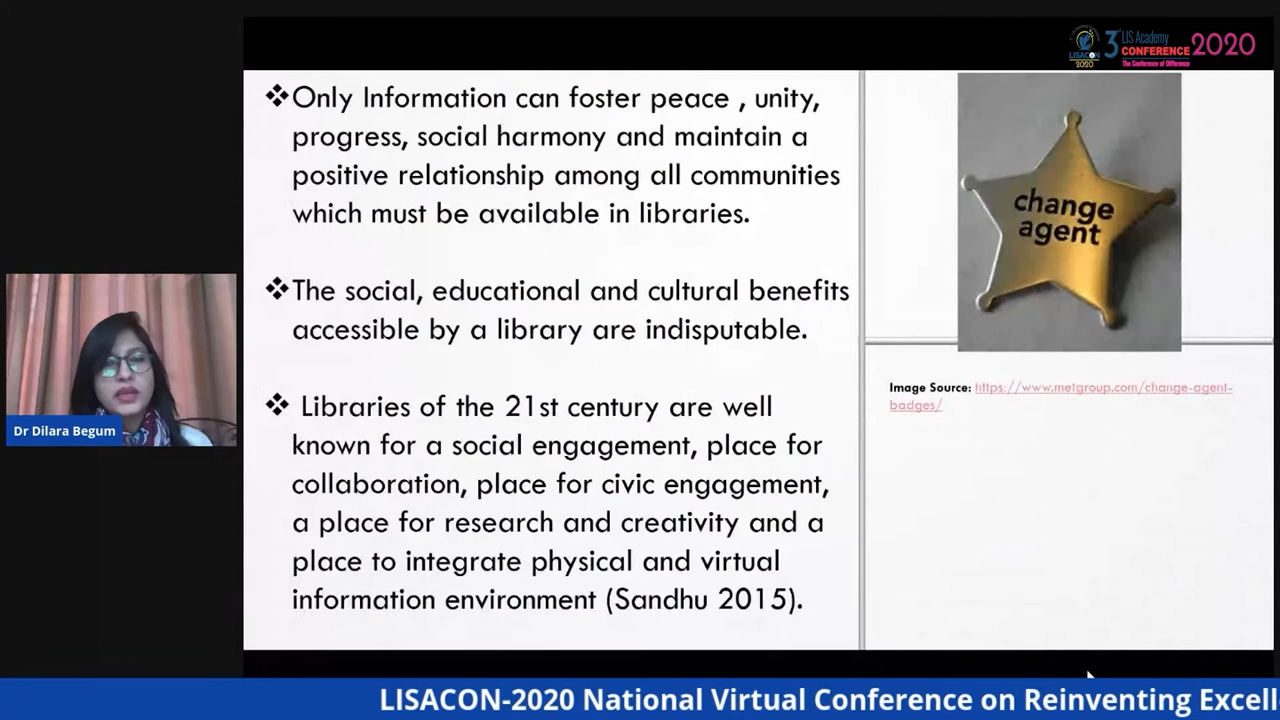 LISACON
2020
3rd LIS Academy
CONFERENCE 2020
The Conference of Difference
❖Only Information can foster peace , unity,
progress, social harmony and maintain a
positive relationship among all communities
which must be available in libraries.
❖The social, educational and cultural benefits
accessible by a library are indisputable.
❖ Libraries of the 21st century are well
known for a social engagement, place for
collaboration, place for civic engagement,
a place for research and creativity and a
place to integrate physical and virtual
information environment (Sandhu 2015).
change
agent
Image Source: https://www.metgroup.com/change-agent-
badges/
Dr Dilara Begum
LISACON-2020 National Virtual Conference on Reinventing Excell